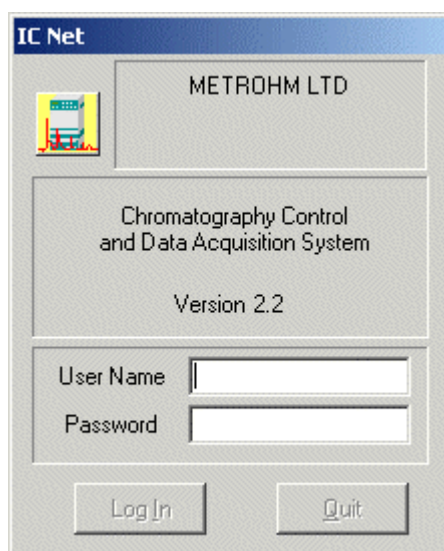 IC Net
METROHM LTD
Chromatography Control
and Data Acquisition System
Version 2.2
User Name
Password
Log In
Quit